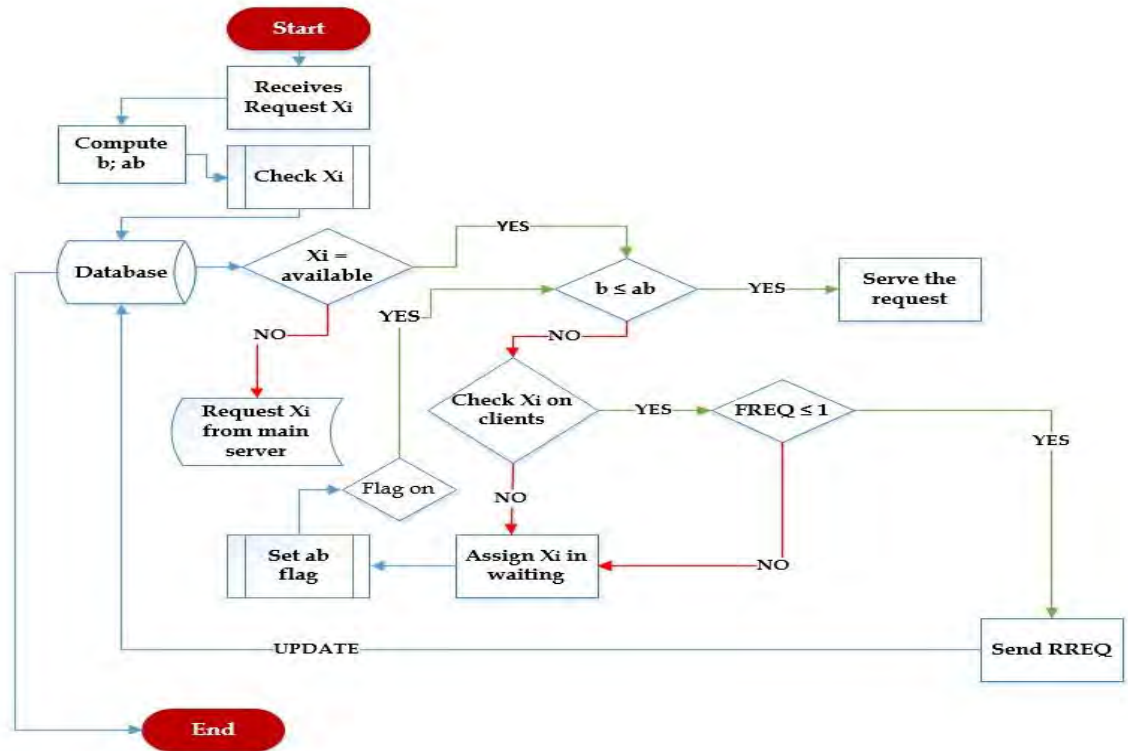 Start
Receives
Request Xi
Compute
b; ab
Check Xi
YES
Database
Xi =
available
b ≤ ab
YES
Serve the
request
NO
NO
YES
Request Xi
from main
server
Check Xi on
clients
YES
FREQ ≤ 1
YES
Flag on
NO
Set ab
flag
Assign Xi in
waiting
NO
UPDATE
Send RREQ
End